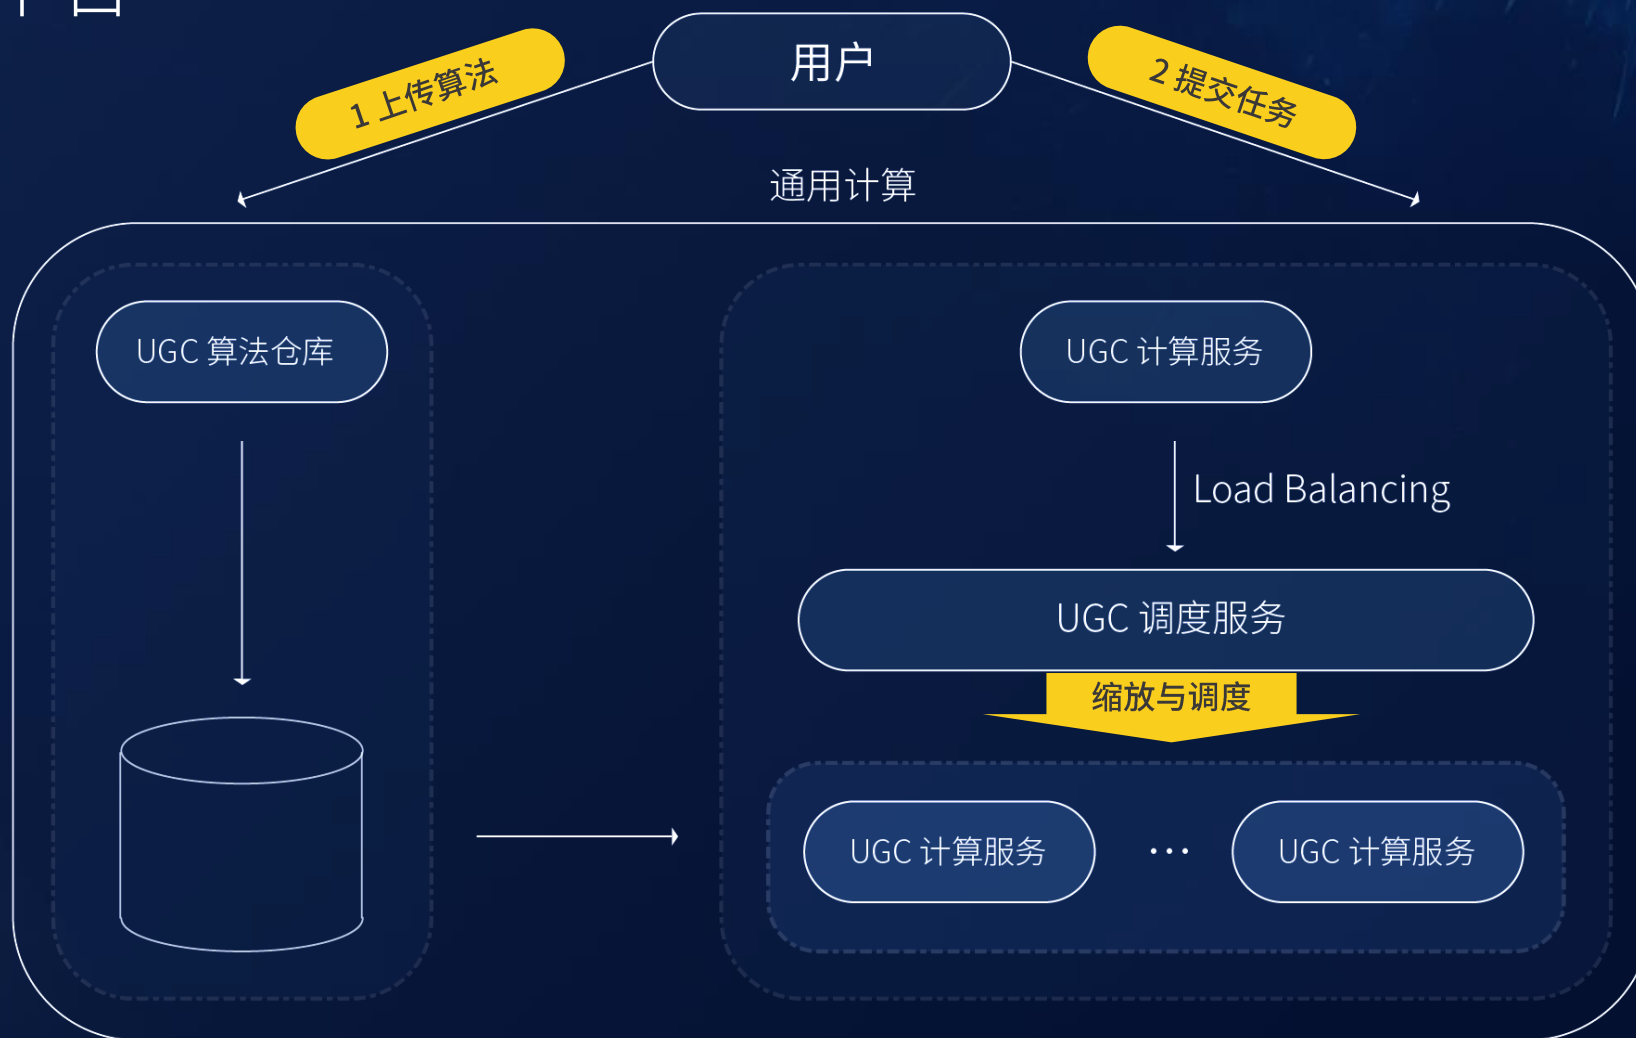 用户
1 上传算法
2 提交任务
通用计算
UGC 算法仓库
UGC 计算服务
Load Balancing
UGC 调度服务
缩放与调度
UGC 计算服务
...
UGC 计算服务